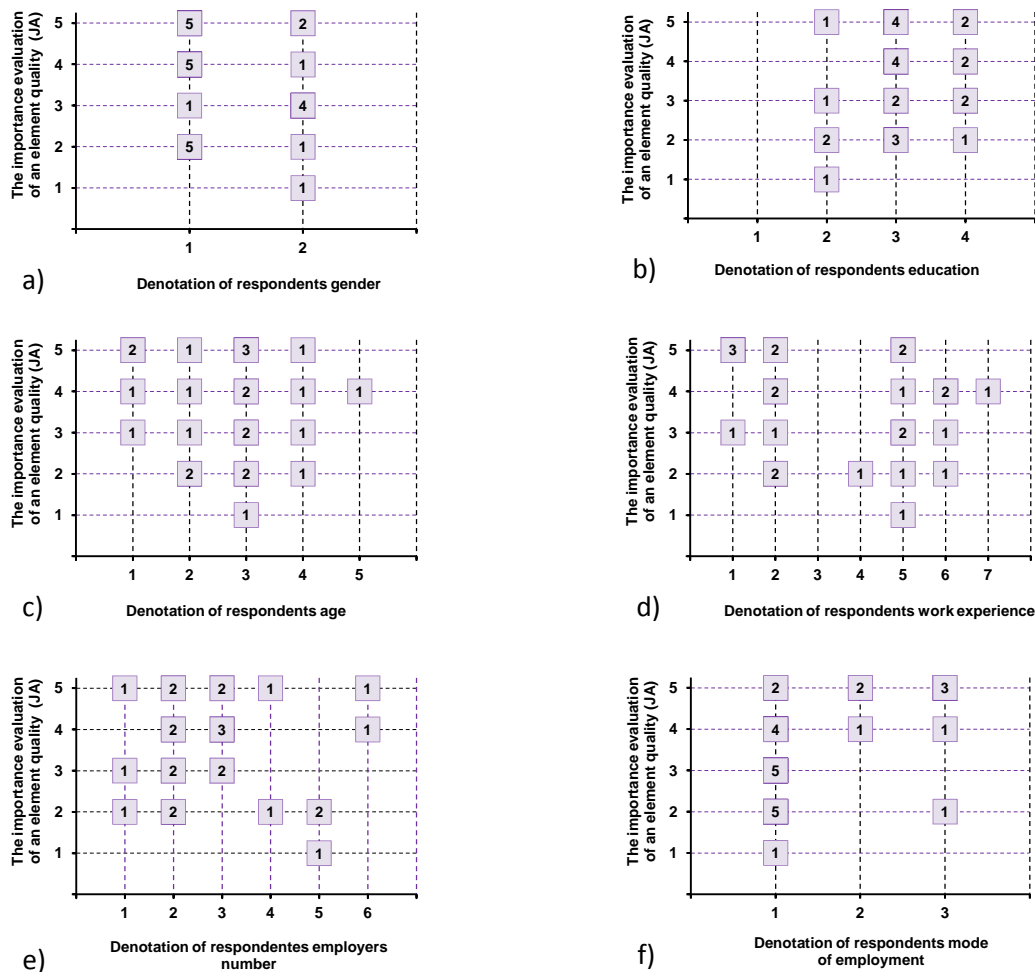 The importance evaluation
of an element quality (JA)
5 5 2
4 5 1
3 1 4
2 5 1
1 1
1 2
a) Denotation of respondents gender
The importance evaluation
of an element quality (JA)
5 1 4 2
4 4 2
3 1 2 2
2 2 3 1
1 1
1 2 3 4
b) Denotation of respondents education
The importance evaluation
of an element quality (JA)
5 2 1 3 1
4 1 1 2 1 1
3 1 1 2 1
2 2 2 1
1 1
1 2 3 4 5
c) Denotation of respondents age
The importance evaluation
of an element quality (JA)
5 3 2 2
4 2 1 2 1
3 1 1 2 1
2 2 1 1 1
1 1
1 2 3 4 5 6 7
d) Denotation of respondents work experience
The importance evaluation
of an element quality (JA)
5 1 2 2 1 1
4 2 3 1
3 1 2 2
2 1 2 1 2
1 1
1 2 3 4 5 6
e) Denotation of respondentes employers
number
The importance evaluation
of an element quality (JA)
5 2 2 3
4 4 1 1
3 5
2 5 1
1 1
1 2 3
f) Denotation of respondents mode
of employment